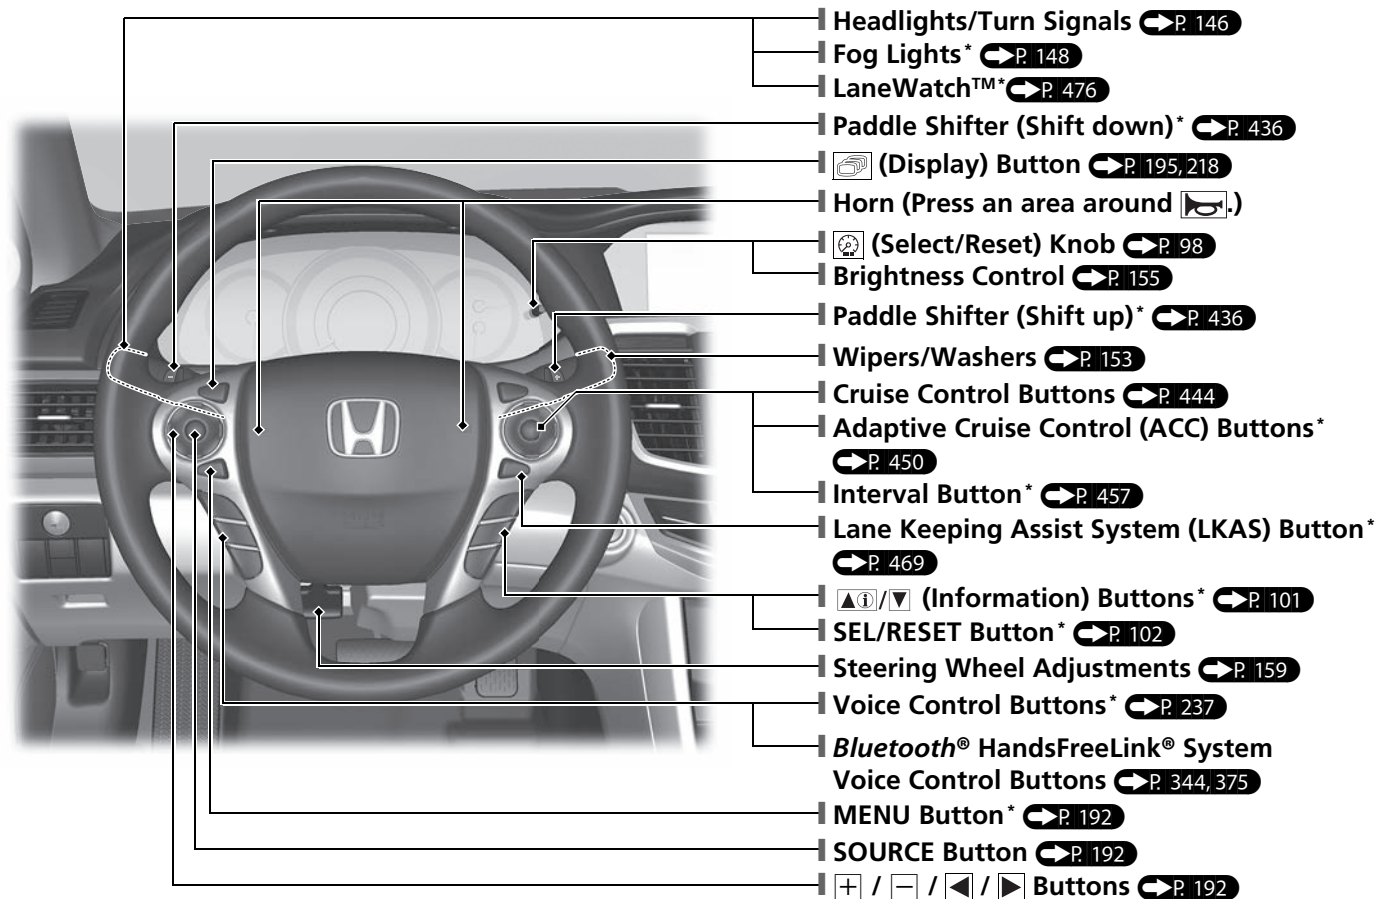 Headlights/Turn Signals P. 146
Fog Lights* P. 148
LaneWatch™* P. 476
Paddle Shifter (Shift down)* P. 436
(Display) Button P. 195, 218
Horn (Press an area around .)
(Select/Reset) Knob P. 98
Brightness Control P. 155
Paddle Shifter (Shift up)* P. 436
Wipers/Washers P. 153
Cruise Control Buttons P. 444
Adaptive Cruise Control (ACC) Buttons*
P. 450
Interval Button* P. 457
Lane Keeping Assist System (LKAS) Button*
P. 469
▲ⓘ/▼ (Information) Buttons* P. 101
SEL/RESET Button* P. 102
Steering Wheel Adjustments P. 159
Voice Control Buttons* P. 237
Bluetooth® HandsFreeLink® System
Voice Control Buttons P. 344, 375
MENU Button* P. 192
SOURCE Button P. 192
+ / − / ◀ / ▶ Buttons P. 192